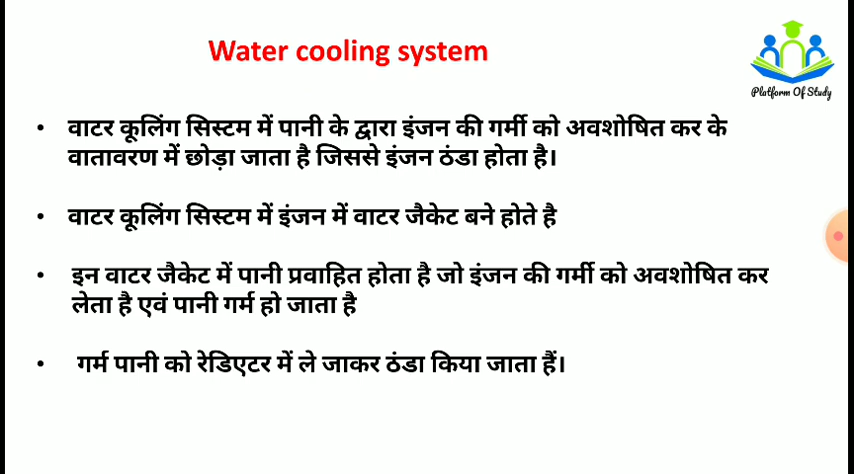 Water cooling system
Platform Of Study
• वाटर कूलिंग सिस्टम में पानी के द्वारा इंजन की गर्मी को अवशोषित कर के
वातावरण में छोड़ा जाता है जिससे इंजन ठंडा होता है।
• वाटर कूलिंग सिस्टम में इंजन में वाटर जैकेट बने होते है
• इन वाटर जैकेट में पानी प्रवाहित होता है जो इंजन की गर्मी को अवशोषित कर
लेता है एवं पानी गर्म हो जाता है
• गर्म पानी को रेडिएटर में ले जाकर ठंडा किया जाता हैं।